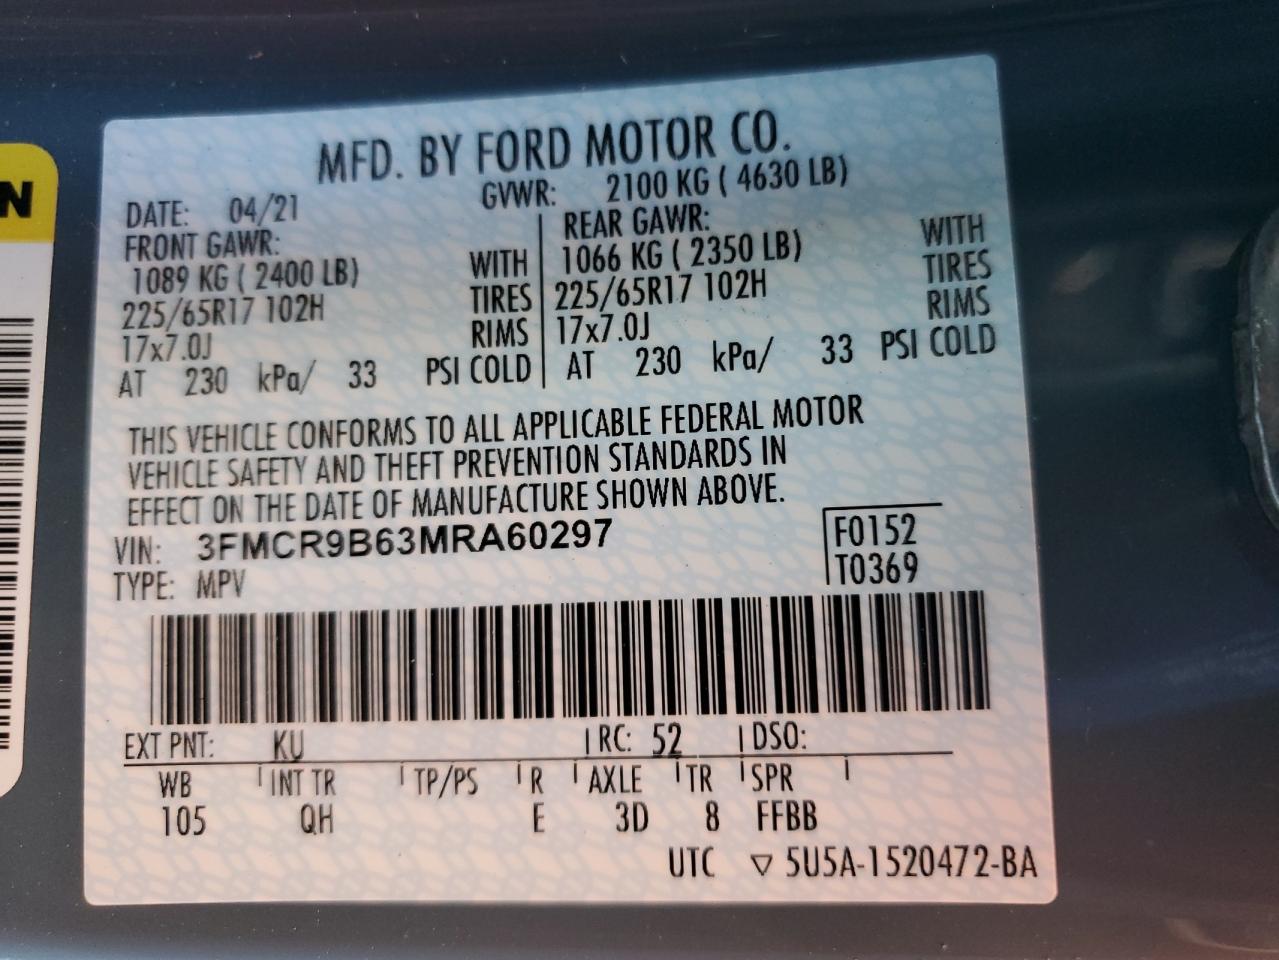 N
MFD. BY FORD MOTOR CO.
DATE: 04/21 GVWR: 2100 KG ( 4630 LB)
FRONT GAWR: REAR GAWR:
1089 KG ( 2400 LB) WITH 1066 KG ( 2350 LB) WITH
225/65R17 102H TIRES 225/65R17 102H TIRES
17x7.0J RIMS 17x7.0J RIMS
AT 230 kPa/ 33 PSI COLD AT 230 kPa/ 33 PSI COLD
THIS VEHICLE CONFORMS TO ALL APPLICABLE FEDERAL MOTOR
VEHICLE SAFETY AND THEFT PREVENTION STANDARDS IN
EFFECT ON THE DATE OF MANUFACTURE SHOWN ABOVE.
VIN: 3FMCR9B63MRA60297 F0152
TYPE: MPV T0369
EXT PNT: KU RC: 52 DSO:
WB INT TR TP/PS R AXLE TR SPR
105 QH E 3D 8 FFBB
UTC ▽ 5U5A-1520472-BA